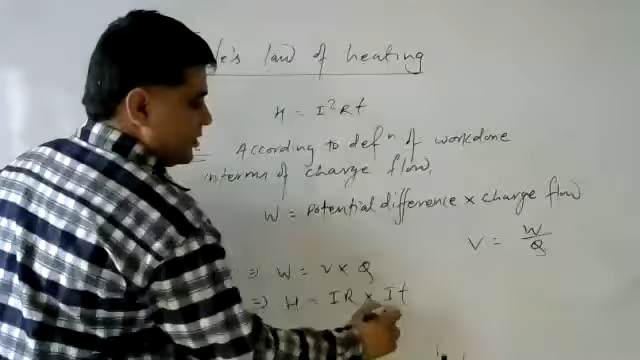 law of heating
H = I²Rt
According to defⁿ of workdone
interms of charge flow.
W = Potential difference × charge flow
V = W/Q
⇒ W = V × Q
⇒ H = IR × It